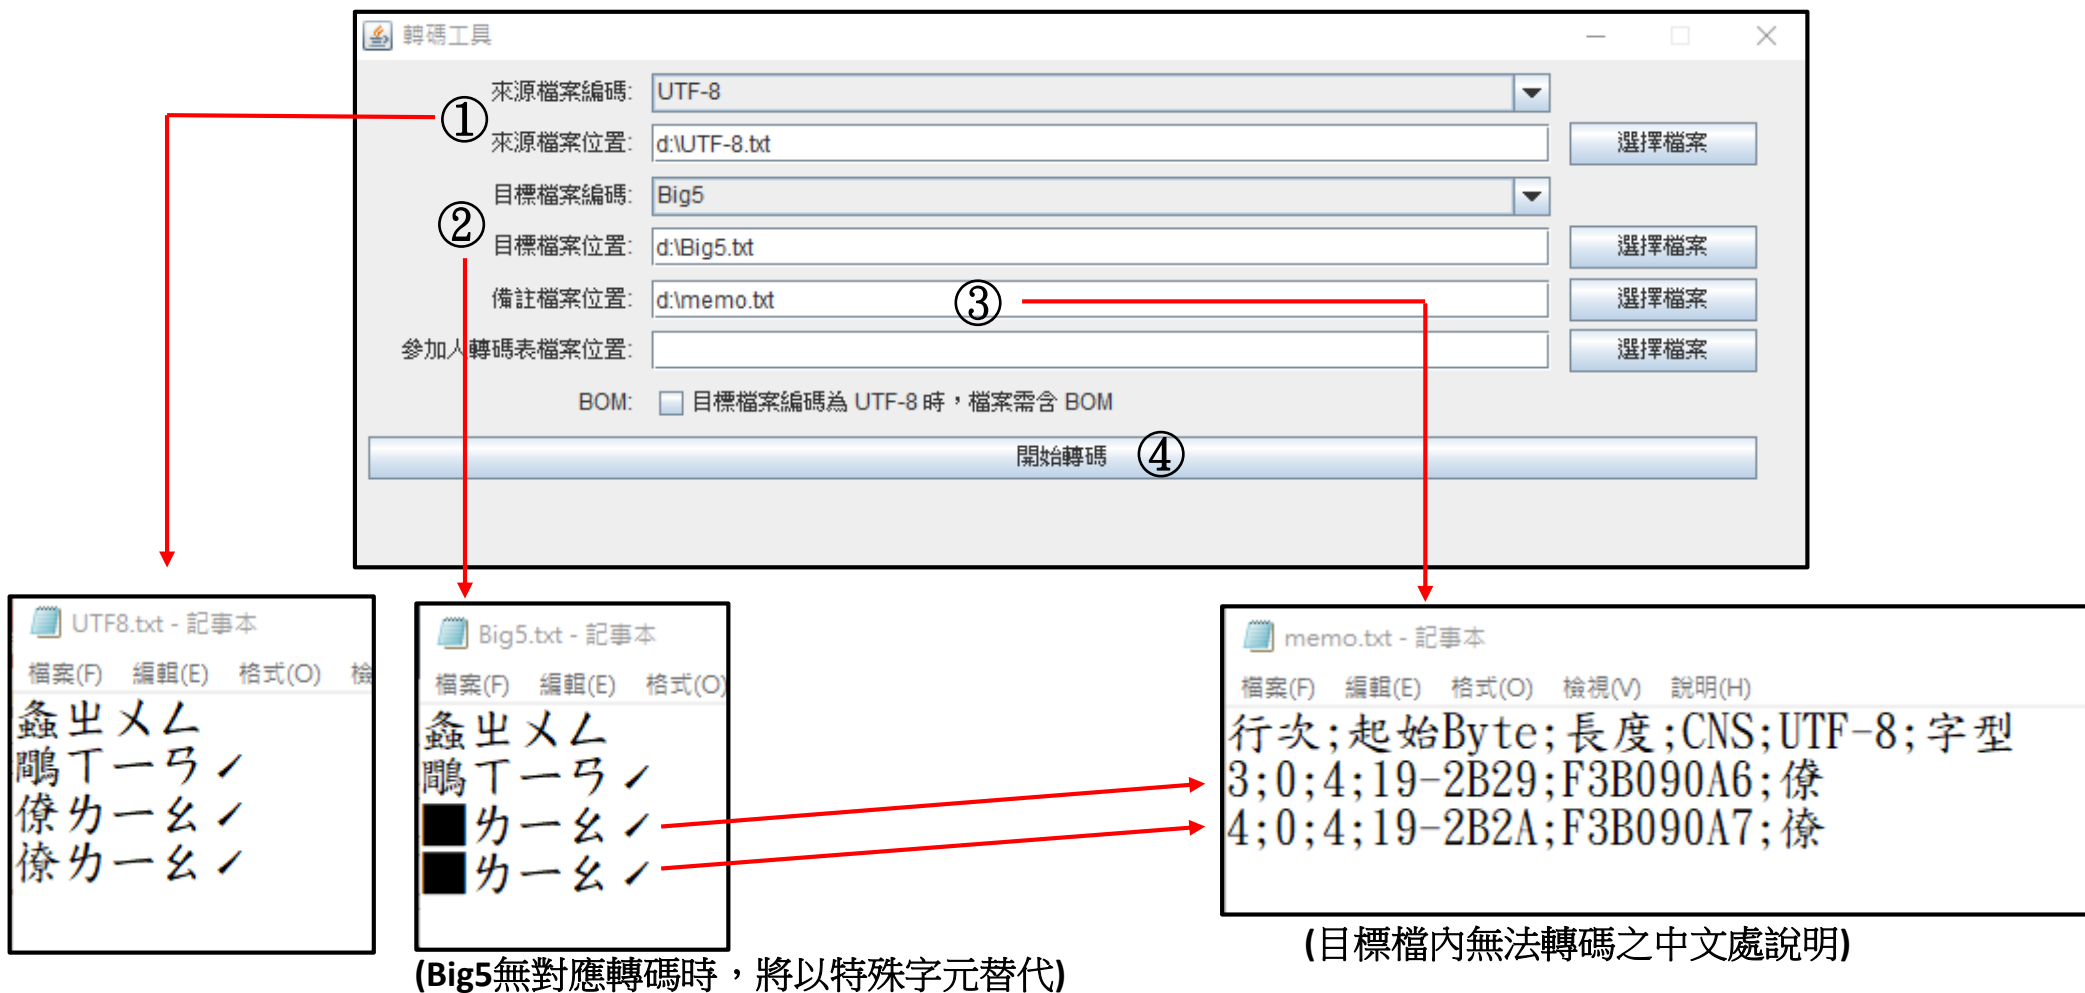 轉碼工具
來源檔案編碼: UTF-8
①
來源檔案位置: d:\UTF-8.txt 選擇檔案
目標檔案編碼: Big5
②
目標檔案位置: d:\Big5.txt 選擇檔案
備註檔案位置: d:\memo.txt ③ 選擇檔案
參加人轉碼表檔案位置: 選擇檔案
BOM: 目標檔案編碼為 UTF-8 時，檔案需含 BOM
開始轉碼 ④
UTF8.txt - 記事本
檔案(F) 編輯(E) 格式(O) 檢
螽ㄓㄨㄥ
鷳ㄒㄧㄢˊ
僚ㄌㄧㄠˊ
僚ㄌㄧㄠˊ
Big5.txt - 記事本
檔案(F) 編輯(E) 格式(O)
螽ㄓㄨㄥ
鷳ㄒㄧㄢˊ
■ㄌㄧㄠˊ
■ㄌㄧㄠˊ
(Big5無對應轉碼時，將以特殊字元替代)
memo.txt - 記事本
檔案(F) 編輯(E) 格式(O) 檢視(V) 說明(H)
行次;起始Byte;長度;CNS;UTF-8;字型
3;0;4;19-2B29;F3B090A6;僚
4;0;4;19-2B2A;F3B090A7;僚
(目標檔內無法轉碼之中文處說明)